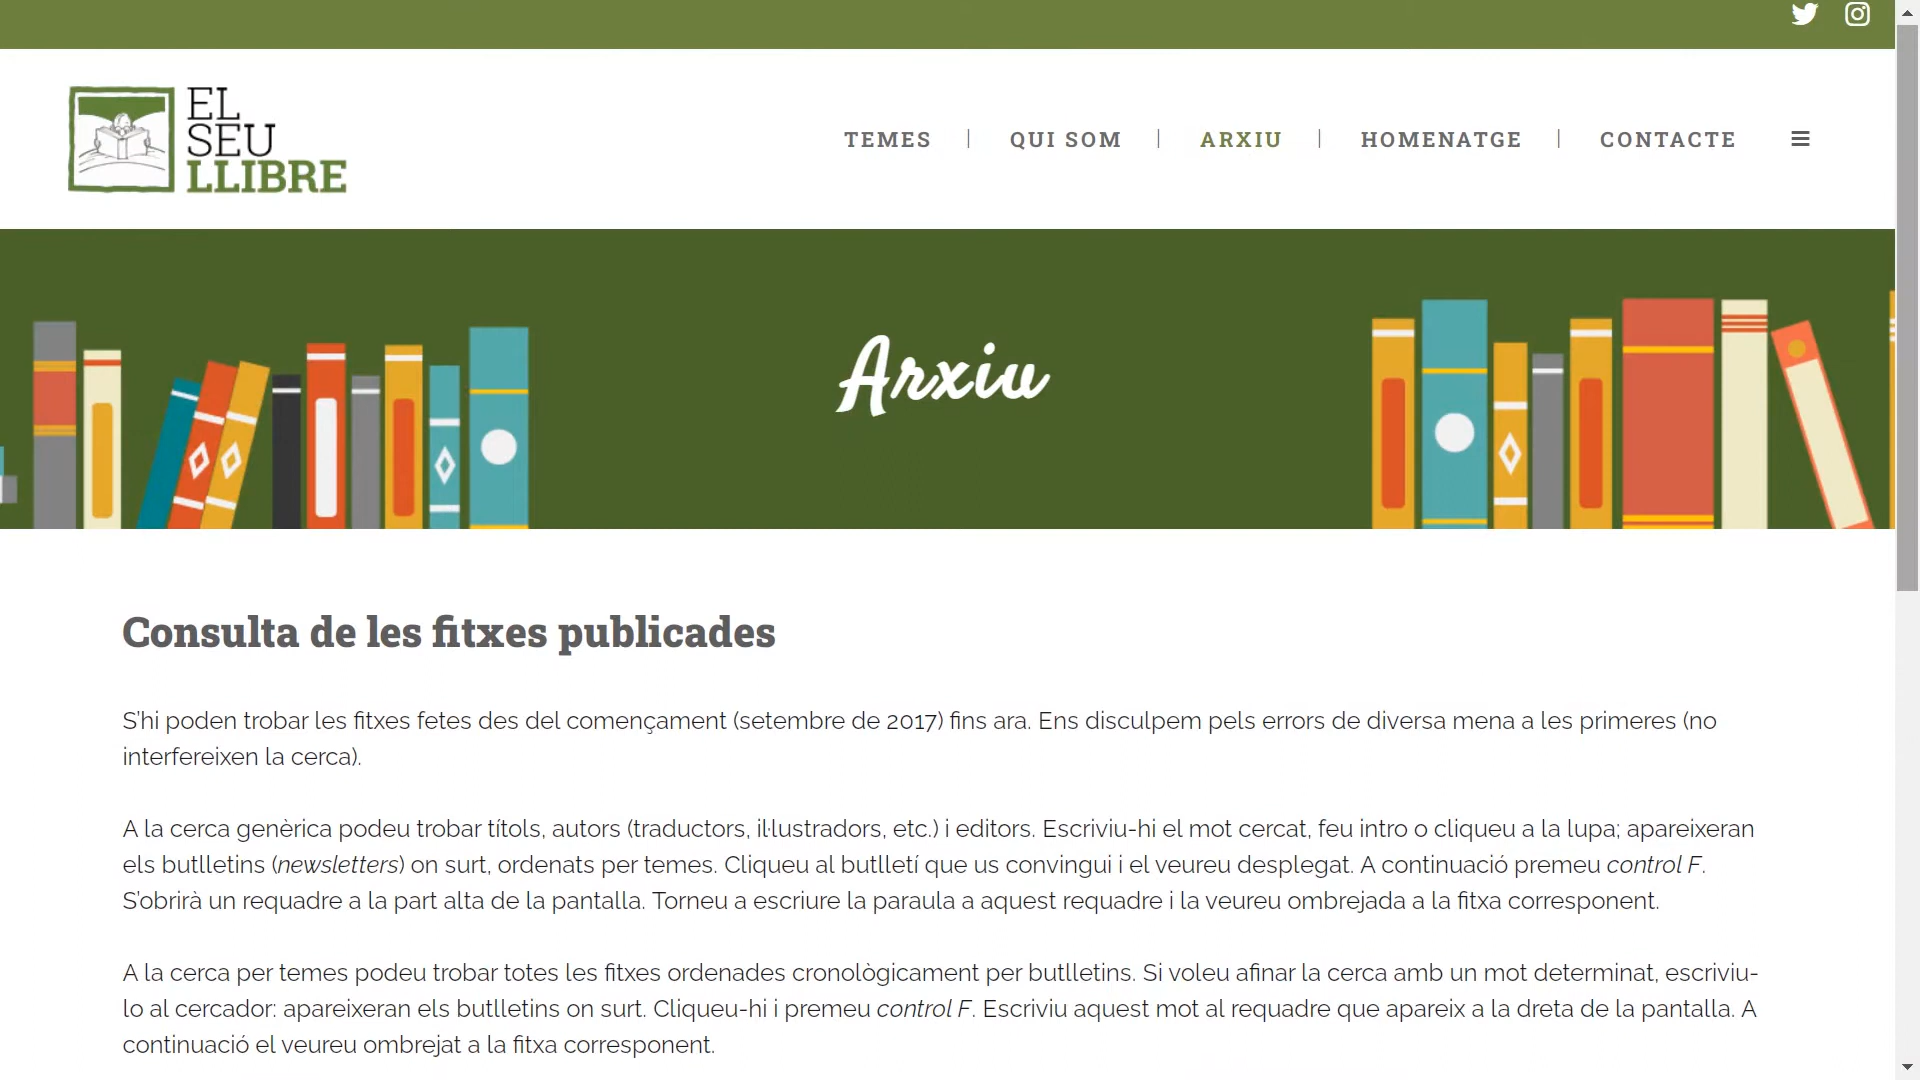 EL
SEU
LLIBRE
TEMES | QUI SOM | ARXIU | HOMENATGE | CONTACTE
Arxiu
Consulta de les fitxes publicades
S'hi poden trobar les fitxes fetes des del començament (setembre de 2017) fins ara. Ens disculpem pels errors de diversa mena a les primeres (no
interfereixen la cerca).
A la cerca genèrica podeu trobar títols, autors (traductors, il·lustradors, etc.) i editors. Escriviu-hi el mot cercat, feu intro o cliqueu a la lupa; apareixeran
els butlletins (newsletters) on surt, ordenats per temes. Cliqueu al butlletí que us convingui i el veureu desplegat. A continuació premeu control F.
S'obrirà un requadre a la part alta de la pantalla. Torneu a escriure la paraula a aquest requadre i la veureu ombrejada a la fitxa corresponent.
A la cerca per temes podeu trobar totes les fitxes ordenades cronològicament per butlletins. Si voleu afinar la cerca amb un mot determinat, escriviu-
lo al cercador: apareixeran els butlletins on surt. Cliqueu-hi i premeu control F. Escriviu aquest mot al requadre que apareix a la dreta de la pantalla. A
continuació el veureu ombrejat a la fitxa corresponent.